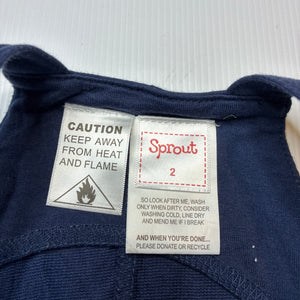 CAUTION
KEEP AWAY
FROM HEAT
AND FLAME
Sprout
2
SO LOOK AFTER ME, WASH
ONLY WHEN DIRTY, CONSIDER
WASHING COLD, LINE DRY
AND MEND ME IF I BREAK
AND WHEN YOU'RE DONE...
PLEASE DONATE OR RECYCLE